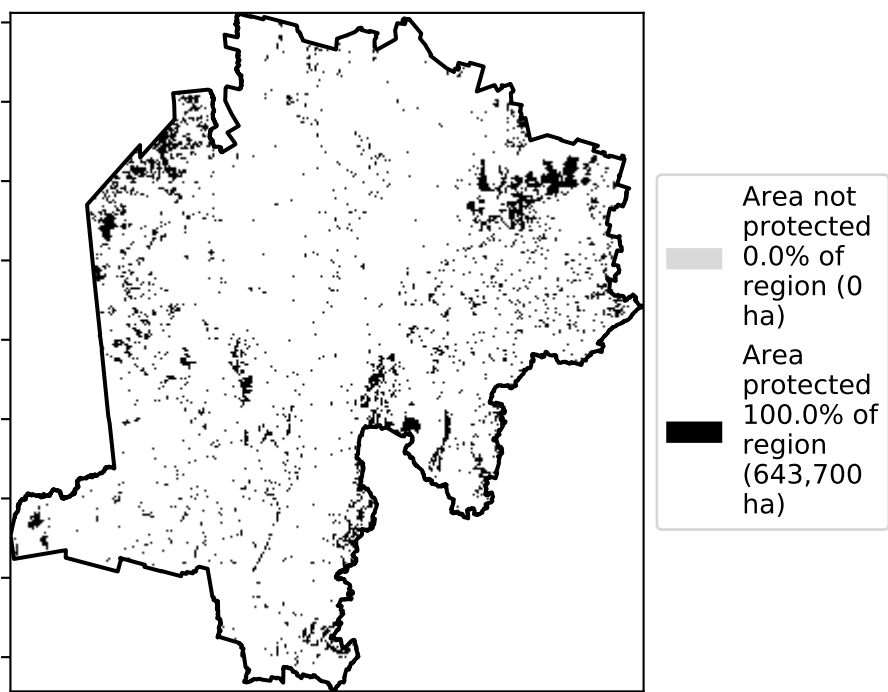 Area not
protected
0.0% of
region (0
ha)
Area
protected
100.0% of
region
(643,700
ha)